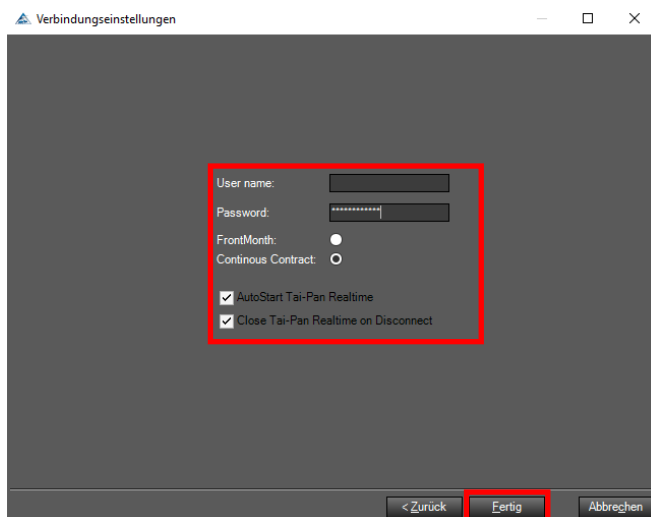 Verbindungseinstellungen
User name:
Password: ************
FrontMonth:
Continous Contract:
AutoStart Tai-Pan Realtime
Close Tai-Pan Realtime on Disconnect
< Zurück Fertig Abbrechen